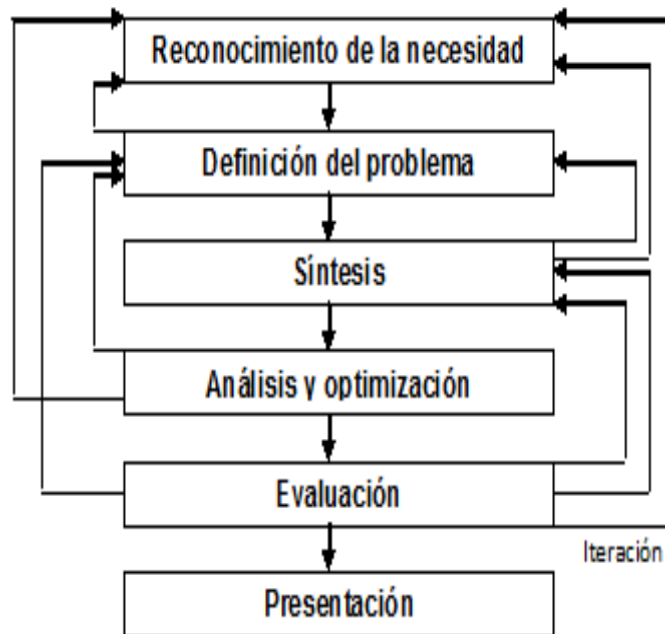 Reconocimiento de la necesidad
Definición del problema
Síntesis
Análisis y optimización
Evaluación
Iteración
Presentación